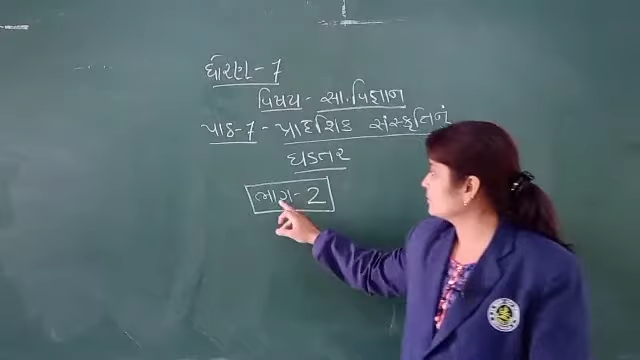 ધોરણ - 7
વિષય - સા. વિજ્ઞાન
પાઠ - 7 - પ્રાદેશિક સંસ્કૃતિનું
ઘડતર
ભાગ - 2